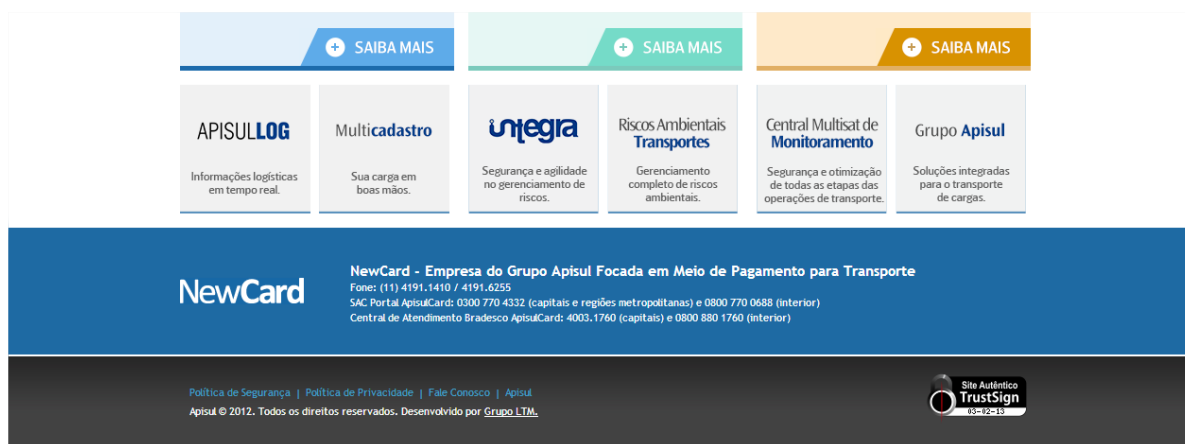 SAIBA MAIS
SAIBA MAIS
SAIBA MAIS
APISULLOG
Informações logísticas
em tempo real.
Multicadastro
Sua carga em
boas mãos.
integra
Segurança e agilidade
no gerenciamento de
riscos.
Riscos Ambientais
Transportes
Gerenciamento
completo de riscos
ambientais.
Central Multisat de
Monitoramento
Segurança e otimização
de todas as etapas das
operações de transporte.
Grupo Apisul
Soluções integradas
para o transporte
de cargas.
NewCard
NewCard - Empresa do Grupo Apisul Focada em Meio de Pagamento para Transporte
Fone: (11) 4191.1410 / 4191.6255
SAC Portal ApisulCard: 0300 770 4332 (capitais e regiões metropolitanas) e 0800 770 0688 (interior)
Central de Atendimento Bradesco ApisulCard: 4003.1760 (capitais) e 0800 880 1760 (interior)
Política de Segurança | Política de Privacidade | Fale Conosco | Apisul
Apisul © 2012. Todos os direitos reservados. Desenvolvido por Grupo LTM.
Site Autêntico
TrustSign
03-02-13